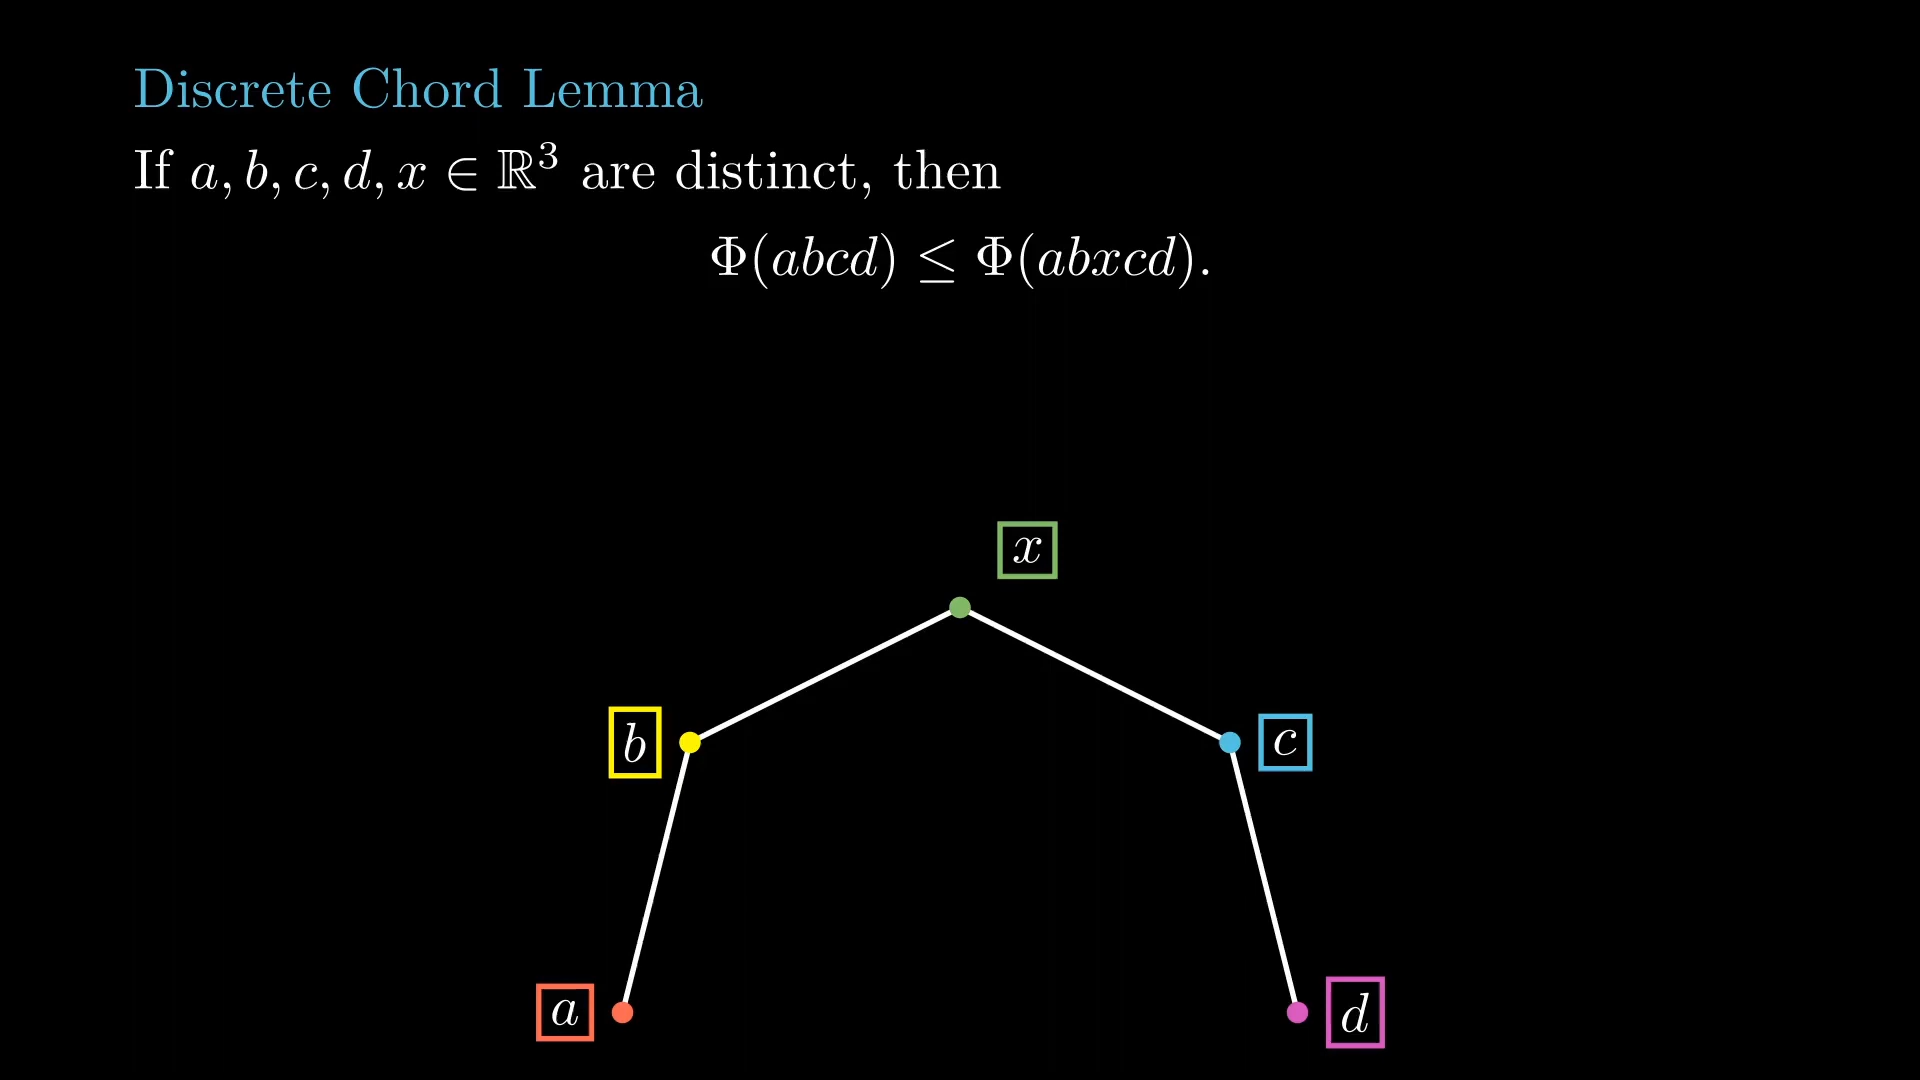 Discrete Chord Lemma
If a, b, c, d, x ∈ ℝ³ are distinct, then
Φ(abcd) ≤ Φ(abxcd).
x
b
c
a
d